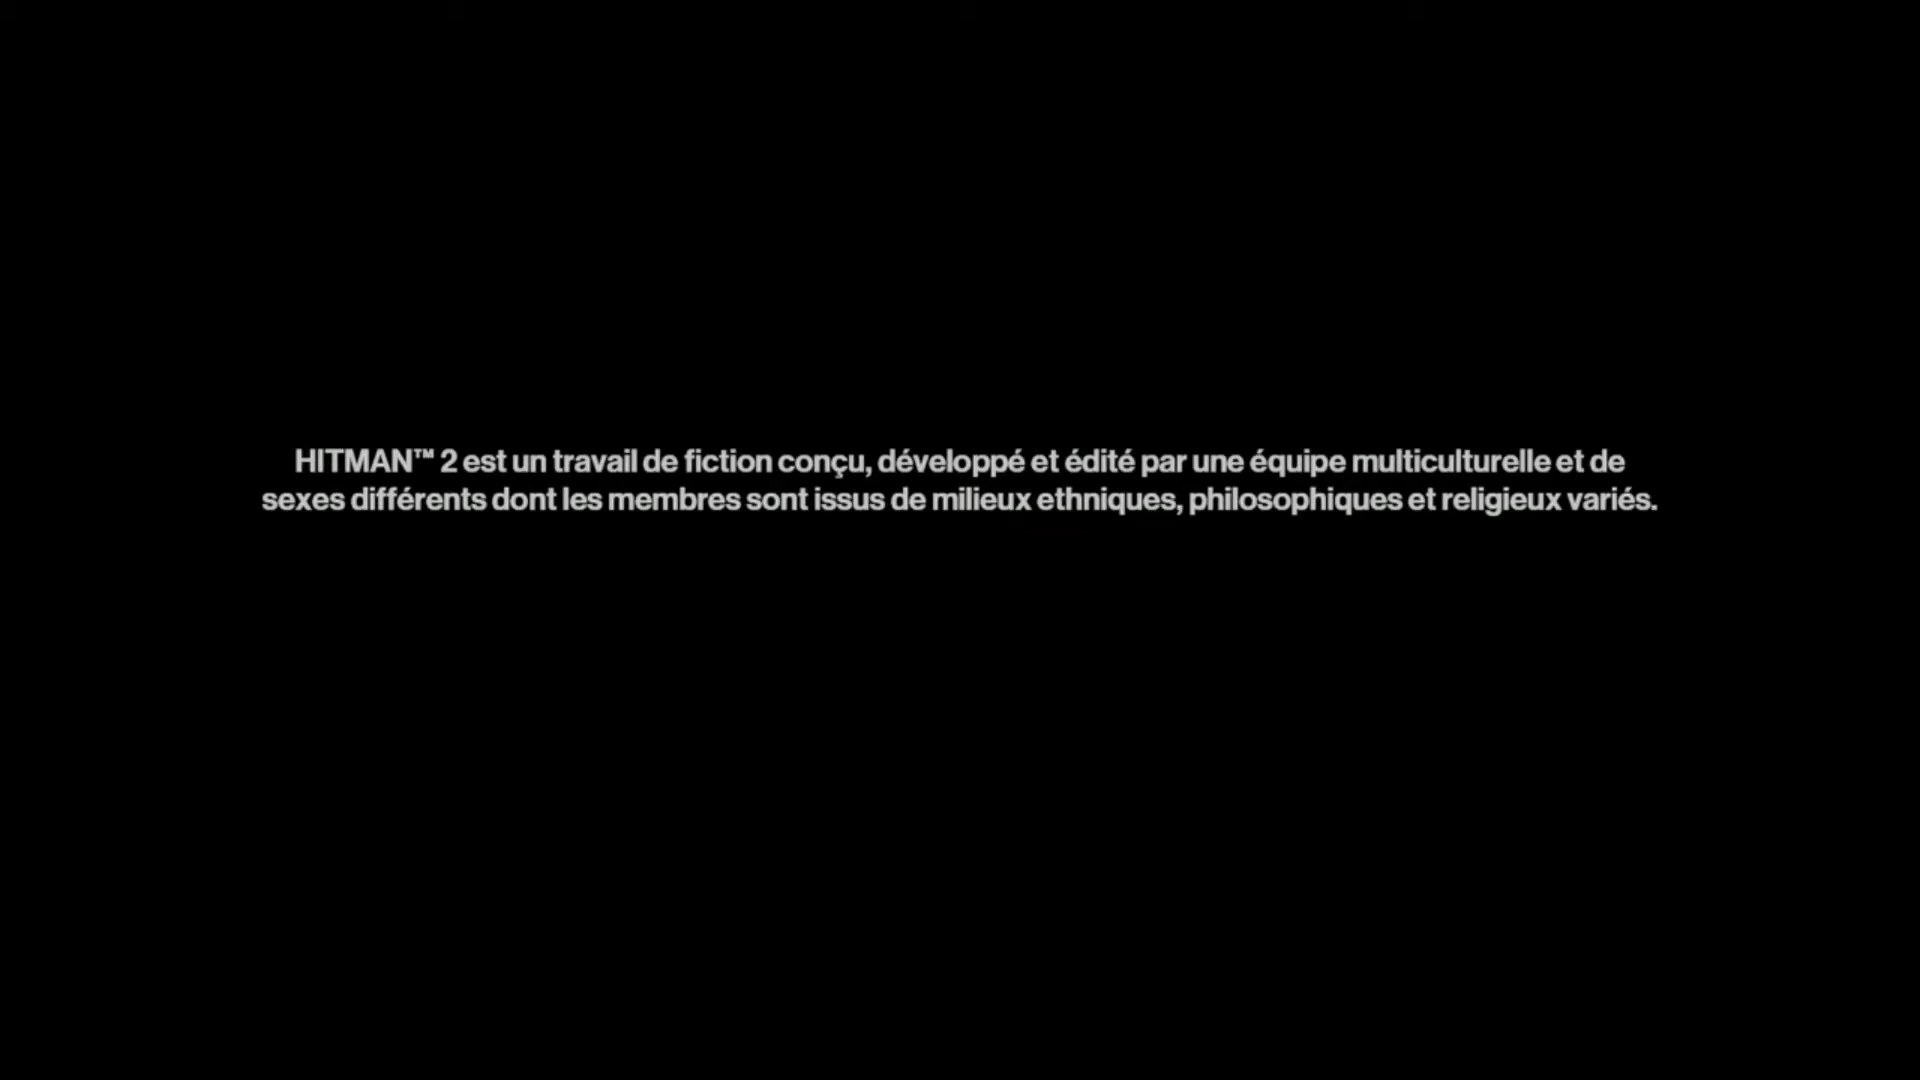 HITMAN™ 2 est un travail de fiction conçu, développé et édité par une équipe multiculturelle et de
sexes différents dont les membres sont issus de milieux ethniques, philosophiques et religieux variés.